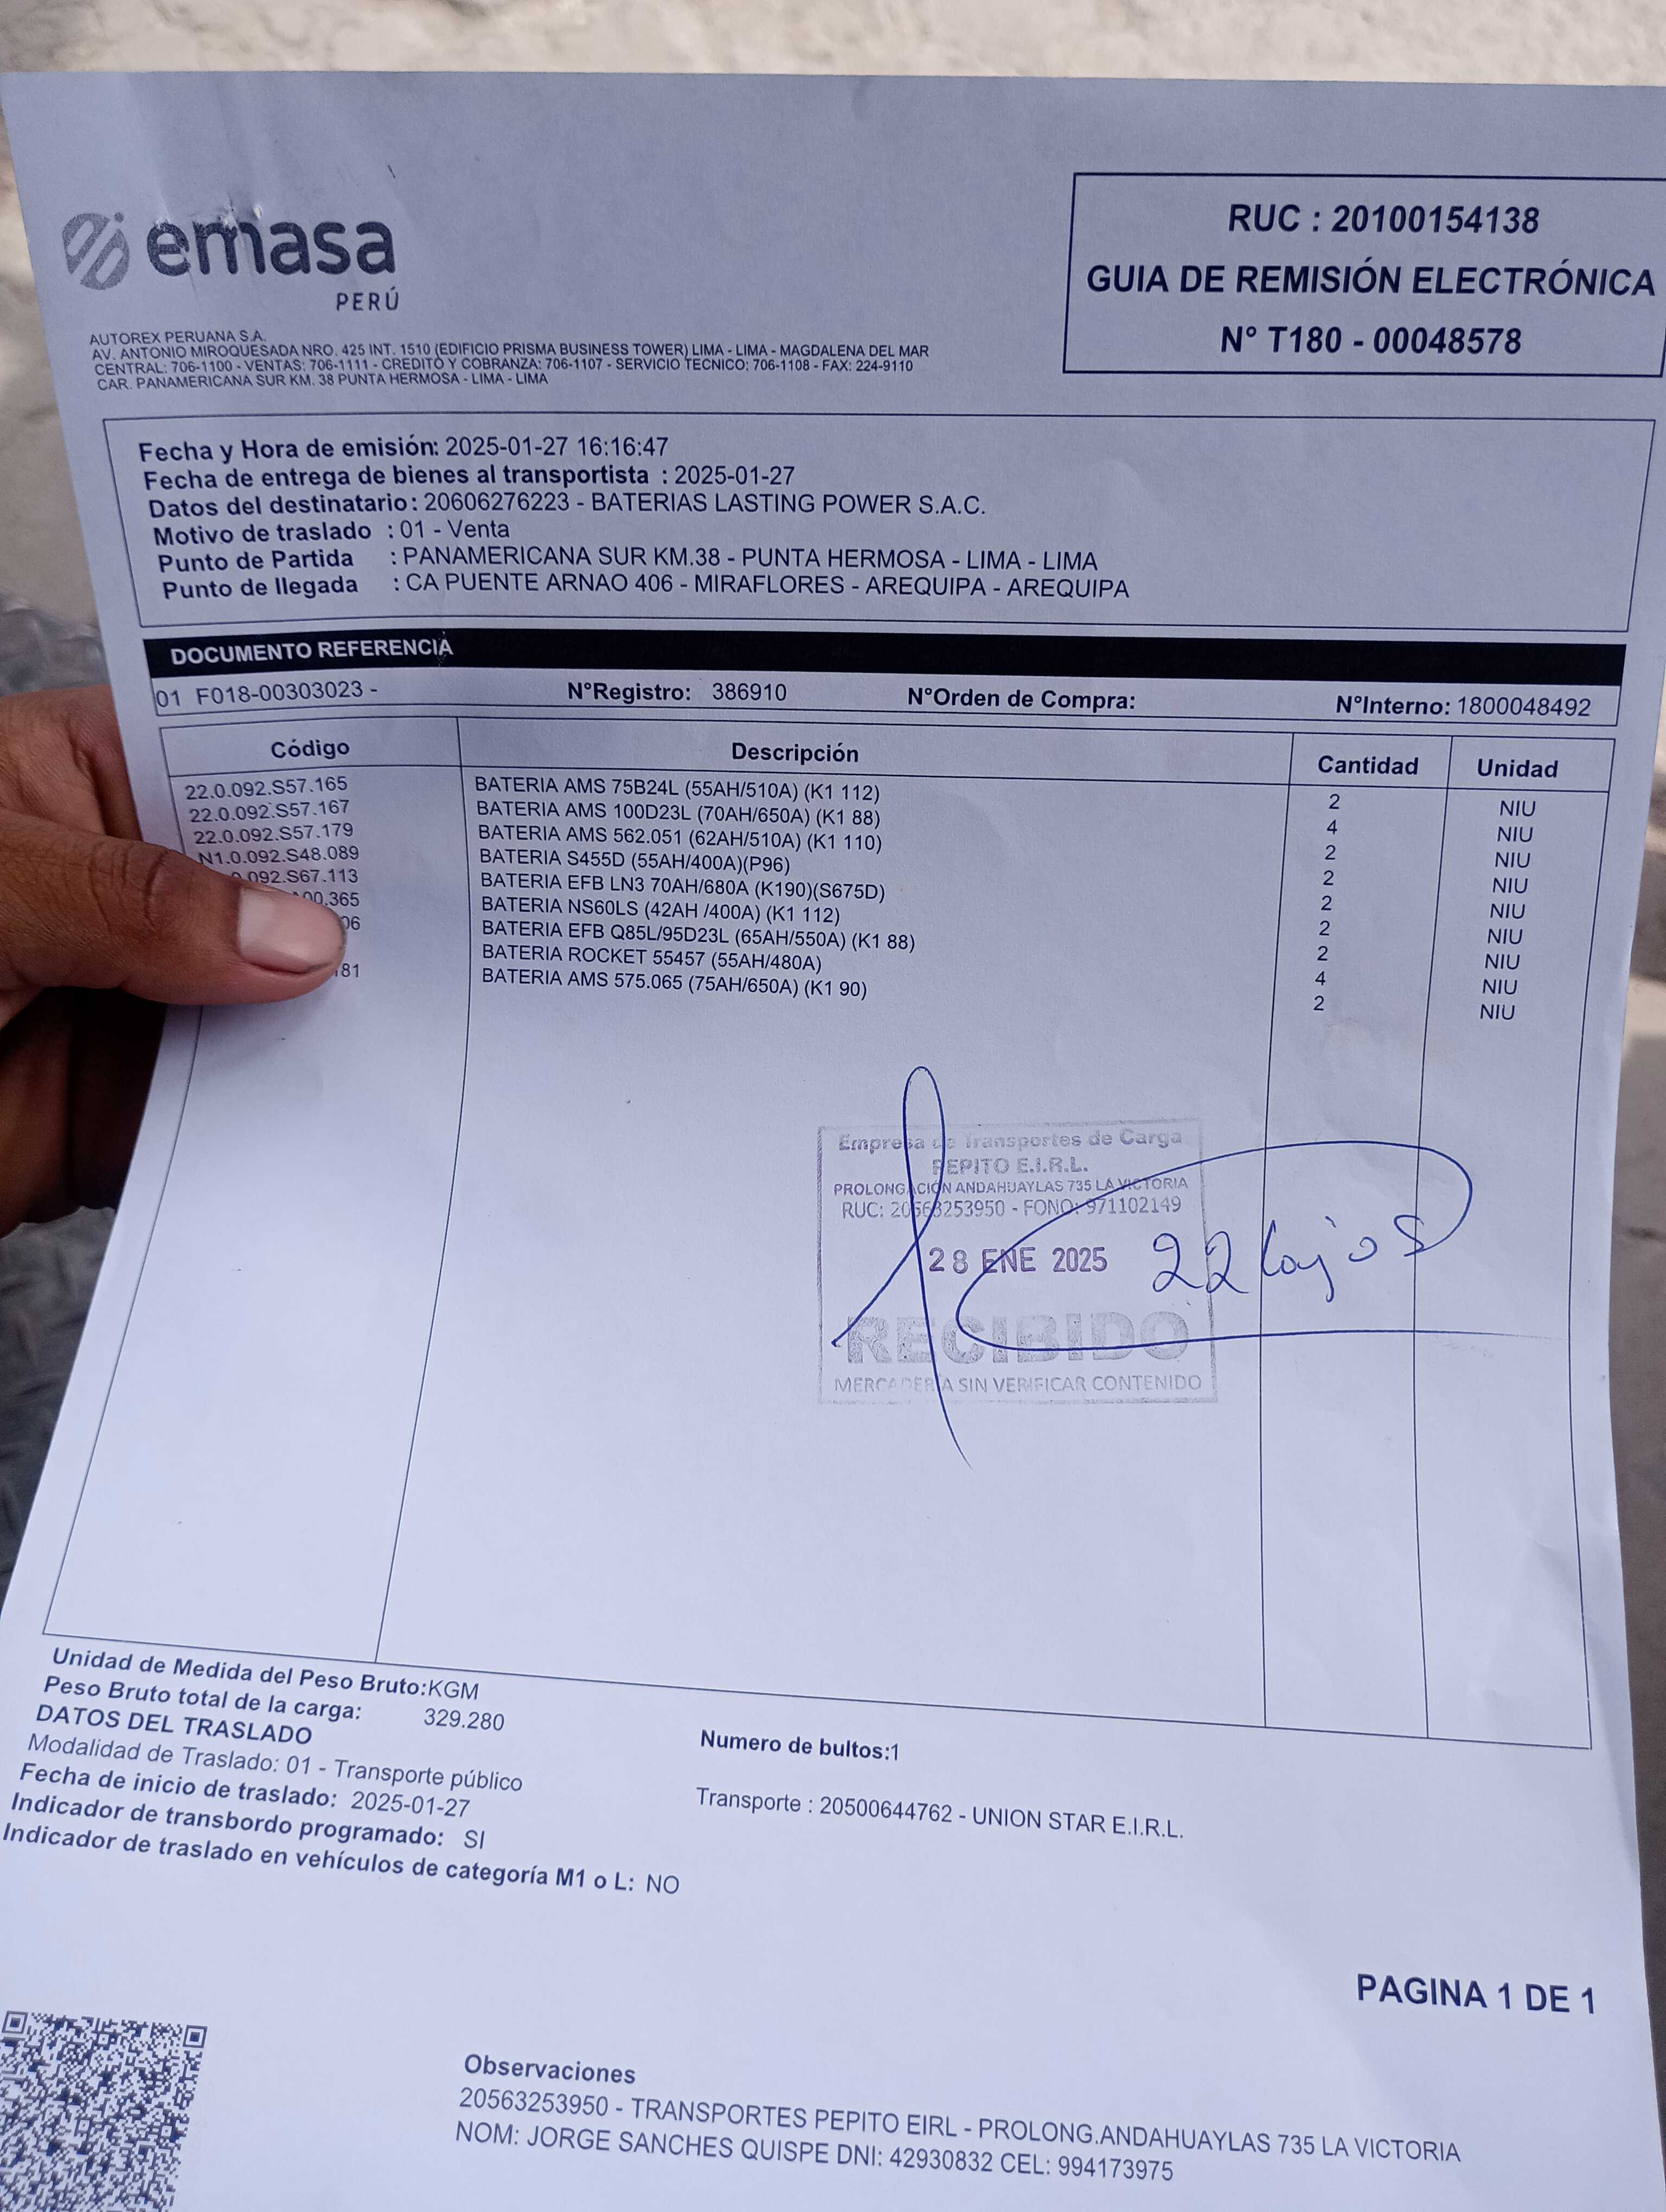 emasa
PERÚ
RUC : 20100154138
GUIA DE REMISIÓN ELECTRÓNICA
N° T180 - 00048578
AUTOREX PERUANA S.A.
AV. ANTONIO MIROQUESADA NRO. 425 INT. 1510 (EDIFICIO PRISMA BUSINESS TOWER) LIMA - LIMA - MAGDALENA DEL MAR
CENTRAL: 706-1100 - VENTAS: 706-1111 - CREDITO Y COBRANZA: 706-1107 - SERVICIO TECNICO: 706-1108 - FAX: 224-9110
CAR. PANAMERICANA SUR KM. 38 PUNTA HERMOSA - LIMA - LIMA
Fecha y Hora de emisión: 2025-01-27 16:16:47
Fecha de entrega de bienes al transportista : 2025-01-27
Datos del destinatario : 20606276223 - BATERIAS LASTING POWER S.A.C.
Motivo de traslado : 01 - Venta
Punto de Partida : PANAMERICANA SUR KM.38 - PUNTA HERMOSA - LIMA - LIMA
Punto de llegada : CA PUENTE ARNAO 406 - MIRAFLORES - AREQUIPA - AREQUIPA
DOCUMENTO REFERENCIA
01 F018-00303023 - N°Registro: 386910 N°Orden de Compra: N°Interno: 1800048492
Código Descripción Cantidad Unidad
22.0.092.S57.165 BATERIA AMS 75B24L (55AH/510A) (K1 112) 2 NIU
22.0.092.S57.167 BATERIA AMS 100D23L (70AH/650A) (K1 88) 4 NIU
22.0.092.S57.179 BATERIA AMS 562.051 (62AH/510A) (K1 110) 2 NIU
N1.0.092.S48.089 BATERIA S455D (55AH/400A)(P96) 2 NIU
092.S67.113 BATERIA EFB LN3 70AH/680A (K190)(S675D) 2 NIU
00.365 BATERIA NS60LS (42AH /400A) (K1 112) 2 NIU
06 BATERIA EFB Q85L/95D23L (65AH/550A) (K1 88) 2 NIU
BATERIA ROCKET 55457 (55AH/480A) 4 NIU
181 BATERIA AMS 575.065 (75AH/650A) (K1 90) 2 NIU
Empresa de Transportes de Carga
PEPITO E.I.R.L.
PROLONGACIÓN ANDAHUAYLAS 735 LA VICTORIA
RUC: 20563253950 - FONO: 971102149
28 ENE 2025
22 Cajas
RECIBIDO
MERCADERIA SIN VERIFICAR CONTENIDO
Unidad de Medida del Peso Bruto:KGM
Peso Bruto total de la carga: 329.280
Numero de bultos:1
DATOS DEL TRASLADO
Modalidad de Traslado: 01 - Transporte público
Transporte : 20500644762 - UNION STAR E.I.R.L.
Fecha de inicio de traslado: 2025-01-27
Indicador de transbordo programado: SI
Indicador de traslado en vehículos de categoría M1 o L: NO
PAGINA 1 DE 1
Observaciones
20563253950 - TRANSPORTES PEPITO EIRL - PROLONG.ANDAHUAYLAS 735 LA VICTORIA
NOM: JORGE SANCHES QUISPE DNI: 42930832 CEL: 994173975